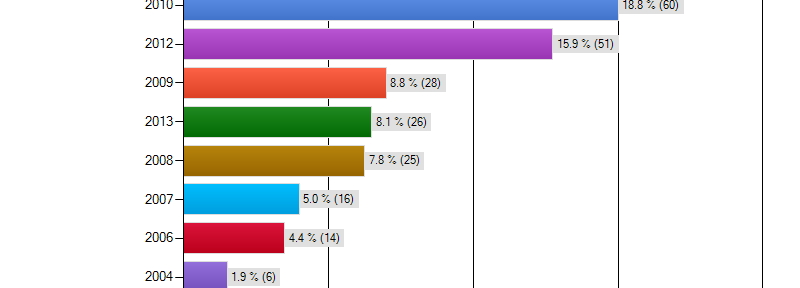 2010 18.8 % (60)
2012 15.9 % (51)
2009 8.8 % (28)
2013 8.1 % (26)
2008 7.8 % (25)
2007 5.0 % (16)
2006 4.4 % (14)
2004 1.9 % (6)